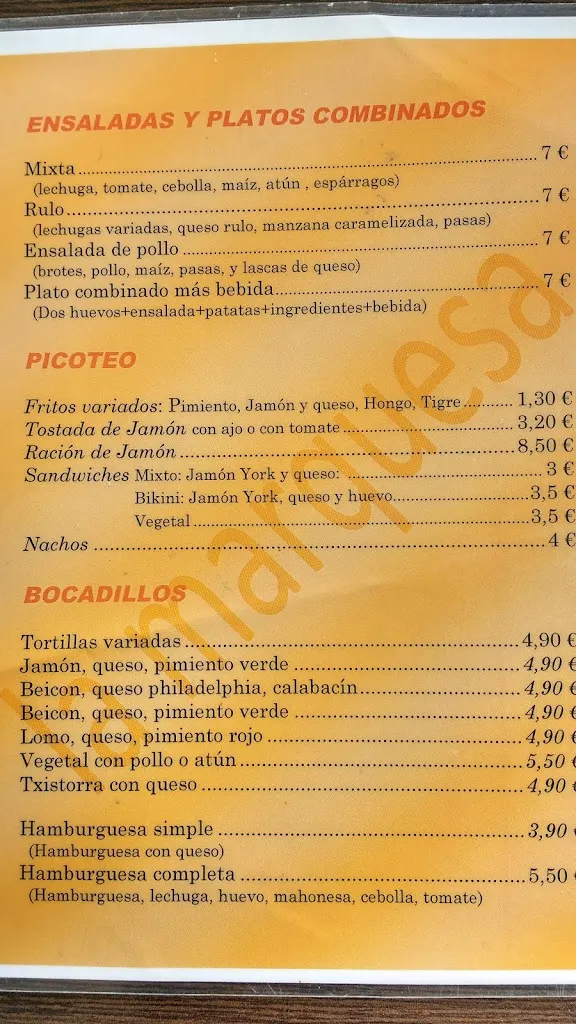 ENSALADAS Y PLATOS COMBINADOS
Mixta 7 €
(lechuga, tomate, cebolla, maíz, atún , espárragos)
Rulo 7 €
(lechugas variadas, queso rulo, manzana caramelizada, pasas)
Ensalada de pollo 7 €
(brotes, pollo, maíz, pasas, y lascas de queso)
Plato combinado más bebida 7 €
(Dos huevos+ensalada+patatas+ingredientes+bebida)
PICOTEO
Fritos variados: Pimiento, Jamón y queso, Hongo, Tigre 1,30 €
Tostada de Jamón con ajo o con tomate 3,20 €
Ración de Jamón 8,50 €
Sandwiches Mixto: Jamón York y queso: 3 €
Bikini: Jamón York, queso y huevo 3,5 €
Vegetal 3,5 €
Nachos 4 €
BOCADILLOS
Tortillas variadas 4,90 €
Jamón, queso, pimiento verde 4,90 €
Beicon, queso philadelphia, calabacín 4,90 €
Beicon, queso, pimiento verde 4,90 €
Lomo, queso, pimiento rojo 4,90 €
Vegetal con pollo o atún 5,50 €
Txistorra con queso 4,90 €
Hamburguesa simple 3,90 €
(Hamburguesa con queso)
Hamburguesa completa 5,50 €
(Hamburguesa, lechuga, huevo, mahonesa, cebolla, tomate)
la marquesa